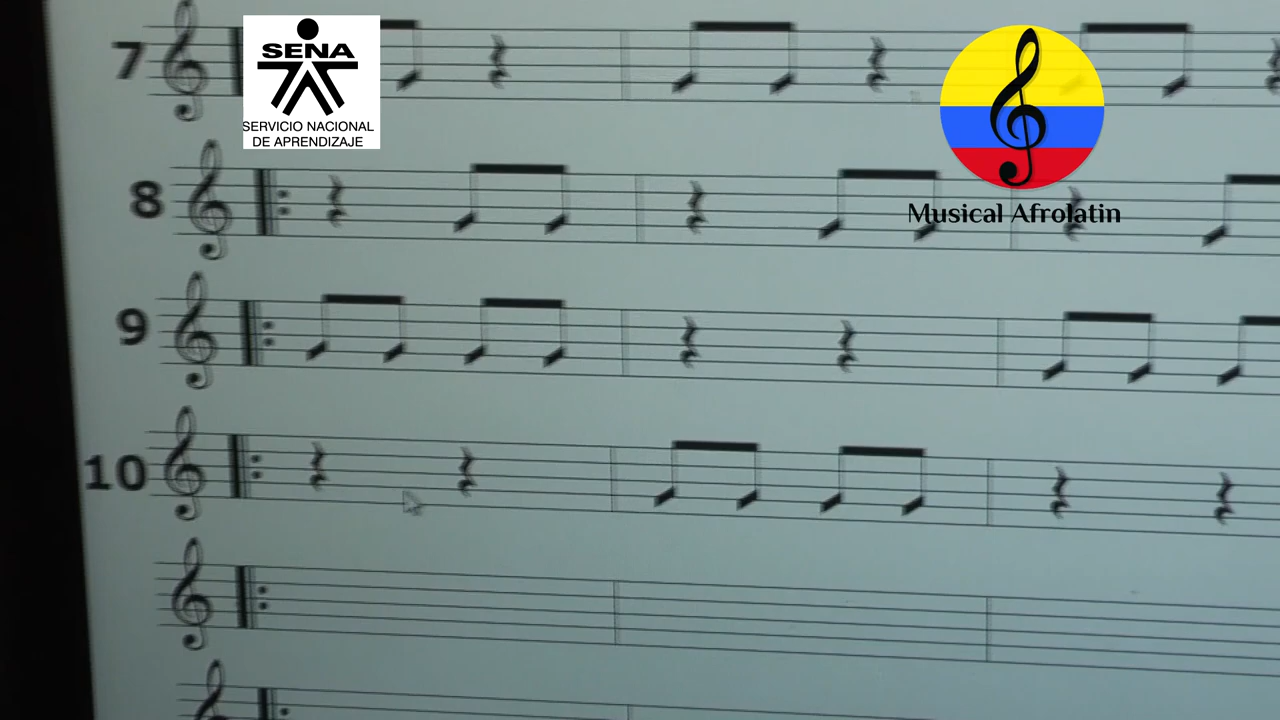 7
SENA
SERVICIO NACIONAL
DE APRENDIZAJE
Musical Afrolatin
8
9
10